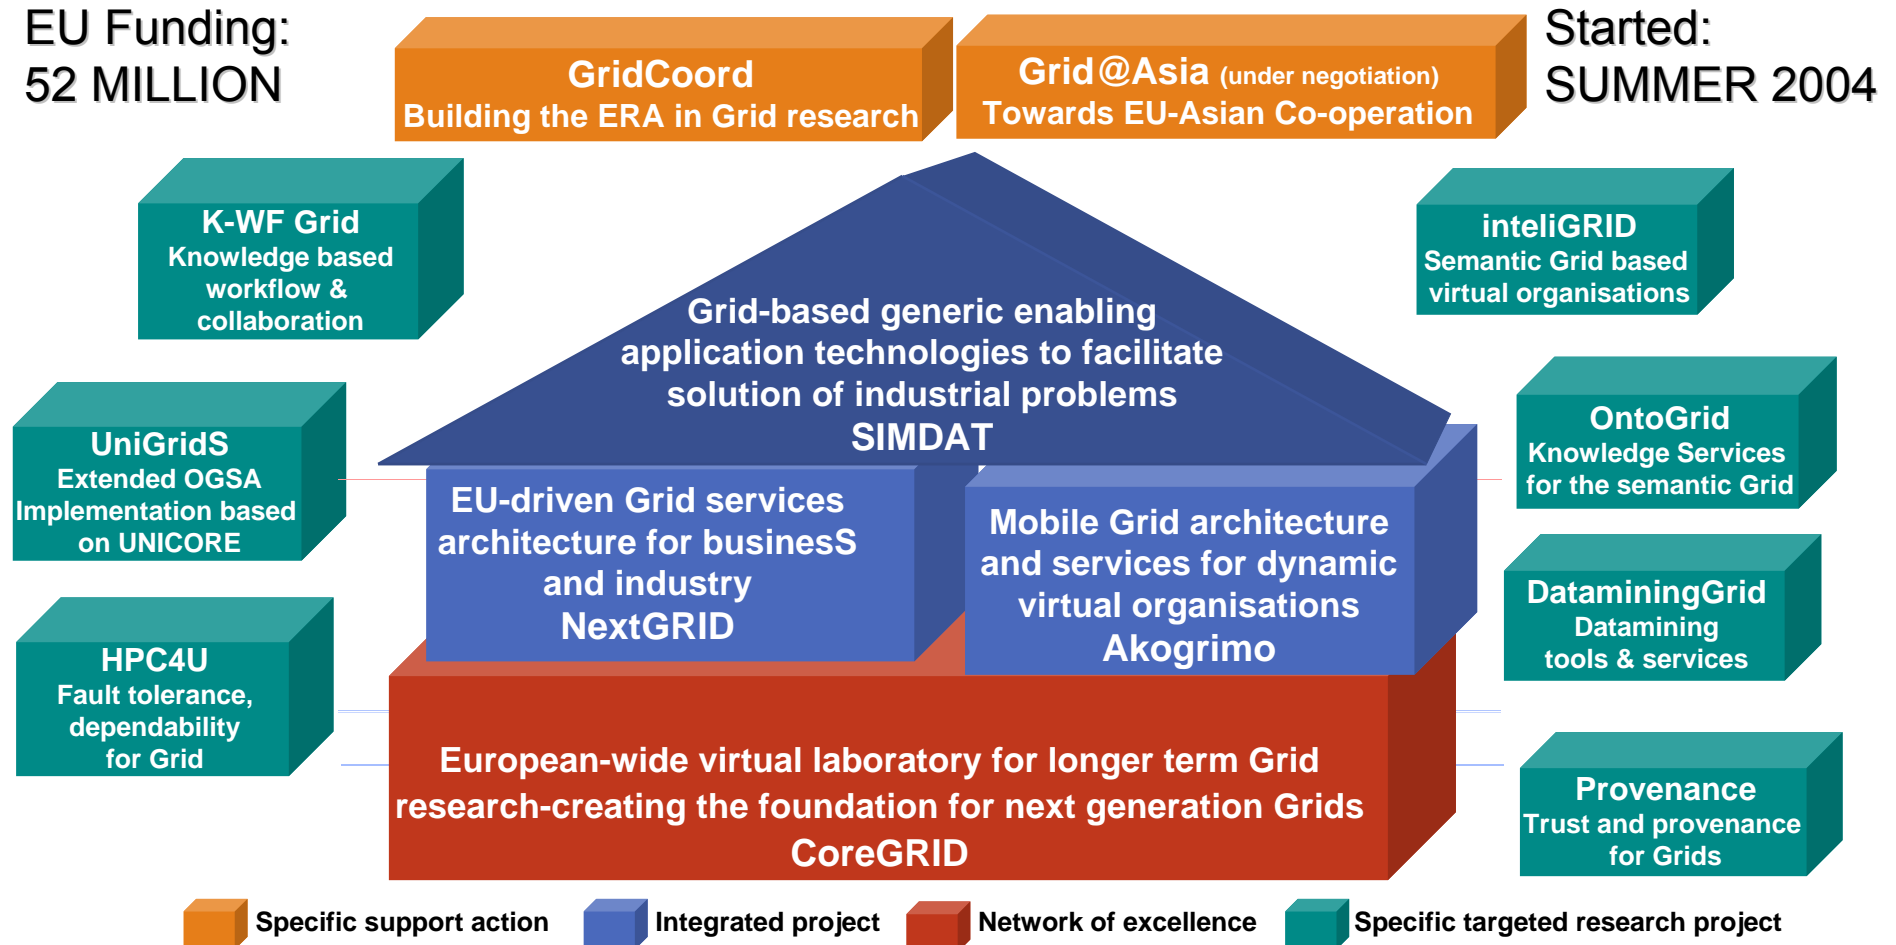 EU Funding:
52 MILLION
GridCoord
Building the ERA in Grid research
Grid@Asia (under negotiation)
Towards EU-Asian Co-operation
Started:
SUMMER 2004
K-WF Grid
Knowledge based
workflow &
collaboration
inteliGRID
Semantic Grid based
virtual organisations
Grid-based generic enabling
application technologies to facilitate
solution of industrial problems
SIMDAT
UniGridS
Extended OGSA
Implementation based
on UNICORE
OntoGrid
Knowledge Services
for the semantic Grid
EU-driven Grid services
architecture for businesS
and industry
NextGRID
Mobile Grid architecture
and services for dynamic
virtual organisations
Akogrimo
DataminingGrid
Datamining
tools & services
HPC4U
Fault tolerance,
dependability
for Grid
European-wide virtual laboratory for longer term Grid
research-creating the foundation for next generation Grids
CoreGRID
Provenance
Trust and provenance
for Grids
Specific support action
Integrated project
Network of excellence
Specific targeted research project